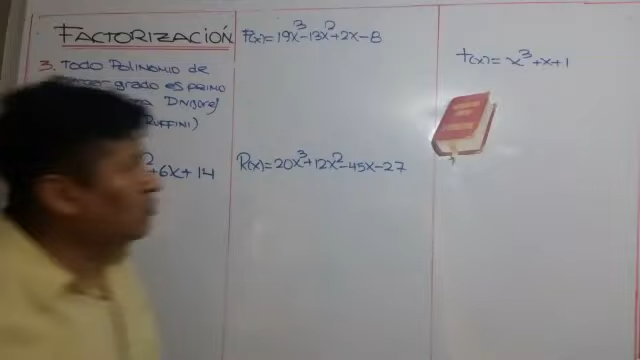 FACTORIZACIÓN
3. TODO POLINOMIO DE
GRADO ES PRIMO
RUFFINI)
+6x+14
P(x)=19x³-13x²+2x-8
R(x)=20x³+12x²-45x-27
t(x)=x³+x+1